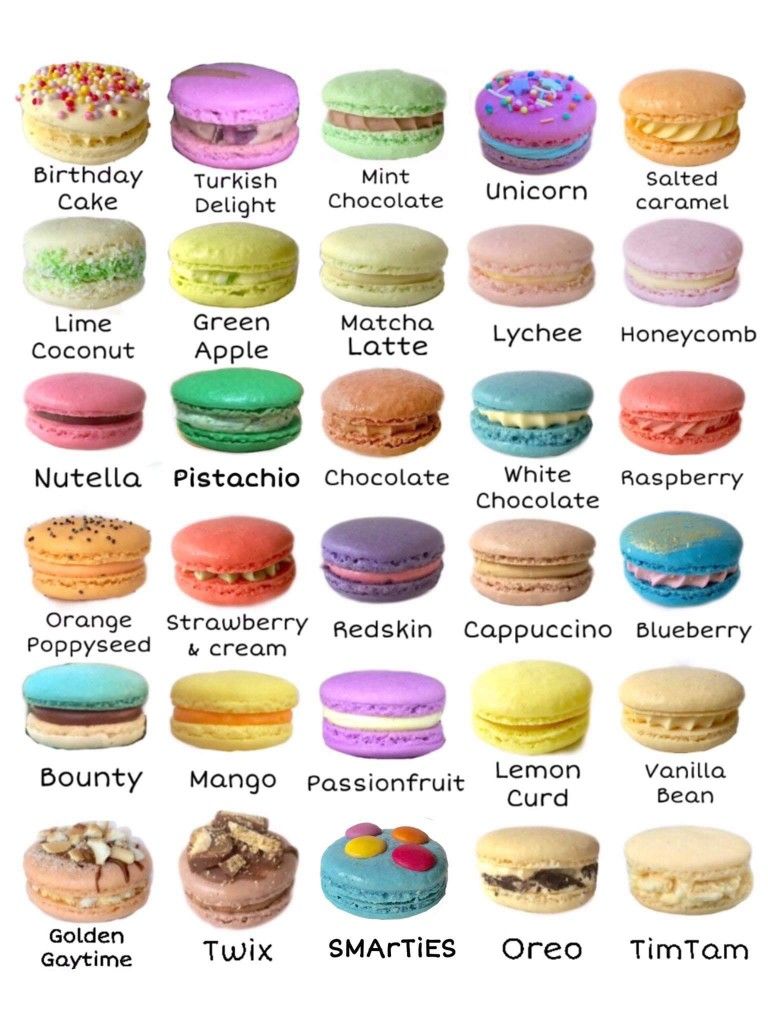 Birthday
Cake
Turkish
Delight
Mint
Chocolate
Unicorn
Salted
caramel
Lime
Coconut
Green
Apple
Matcha
Latte
Lychee
Honeycomb
Nutella
Pistachio
Chocolate
White
Chocolate
Raspberry
Orange
Poppyseed
Strawberry
& cream
Redskin
Cappuccino
Blueberry
Bounty
Mango
Passionfruit
Lemon
Curd
Vanilla
Bean
Golden
Gaytime
Twix
SMArTiES
Oreo
TimTam